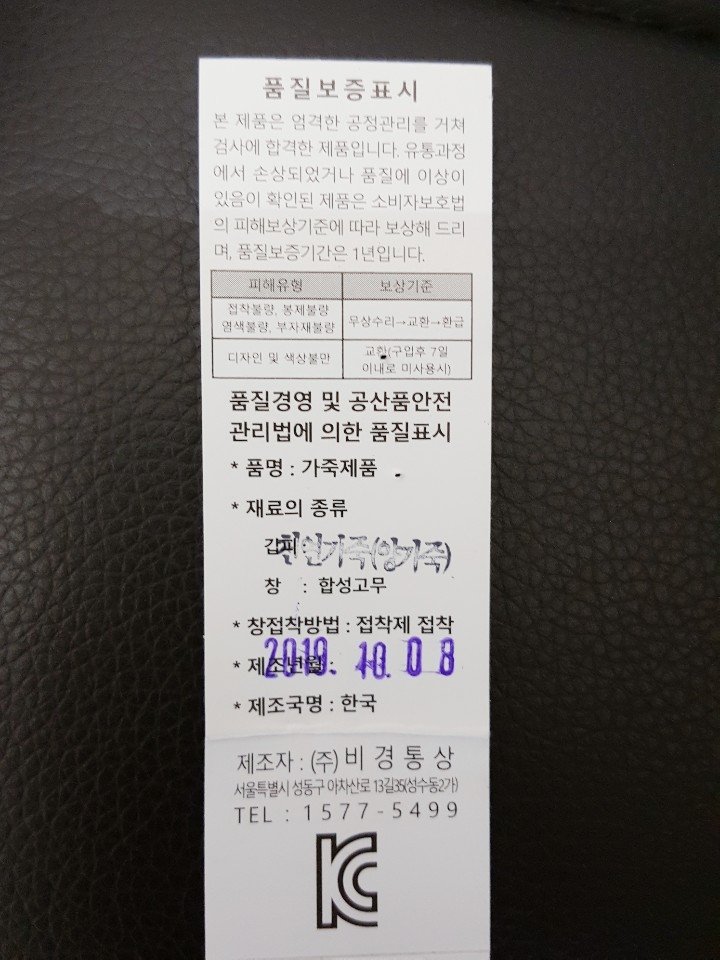 품질보증표시
본 제품은 엄격한 공정관리를 거쳐
검사에 합격한 제품입니다. 유통과정
에서 손상되었거나 품질에 이상이
있음이 확인된 제품은 소비자보호법
의 피해보상기준에 따라 보상해 드리
며, 품질보증기간은 1년입니다.
피해유형 보상기준
접착불량, 봉제불량
염색불량, 부자재불량 무상수리→교환→환급
디자인 및 색상불만 교환(구입후 7일
이내로 미사용시)
품질경영 및 공산품안전
관리법에 의한 품질표시
* 품명 : 가죽제품
* 재료의 종류
갑피 천연가죽(양가죽)
창 : 합성고무
* 창접착방법 : 접착제 접착
* 제조년월 : 2019. 10. 08
* 제조국명 : 한국
제조자 : (주) 비경통상
서울특별시 성동구 아차산로 13길35(성수동2가)
TEL : 1577-5499
KC